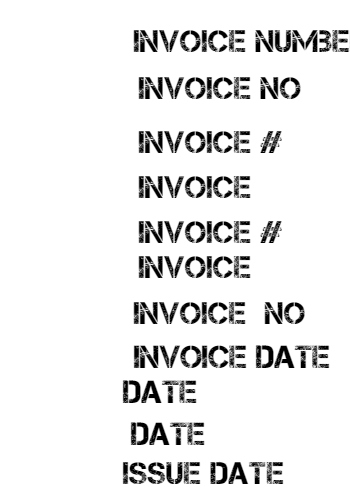 INVOICE NUMBE
INVOICE NO
INVOICE #
INVOICE
INVOICE #
INVOICE
INVOICE NO
INVOICE DATE
DATE
DATE
ISSUE DATE